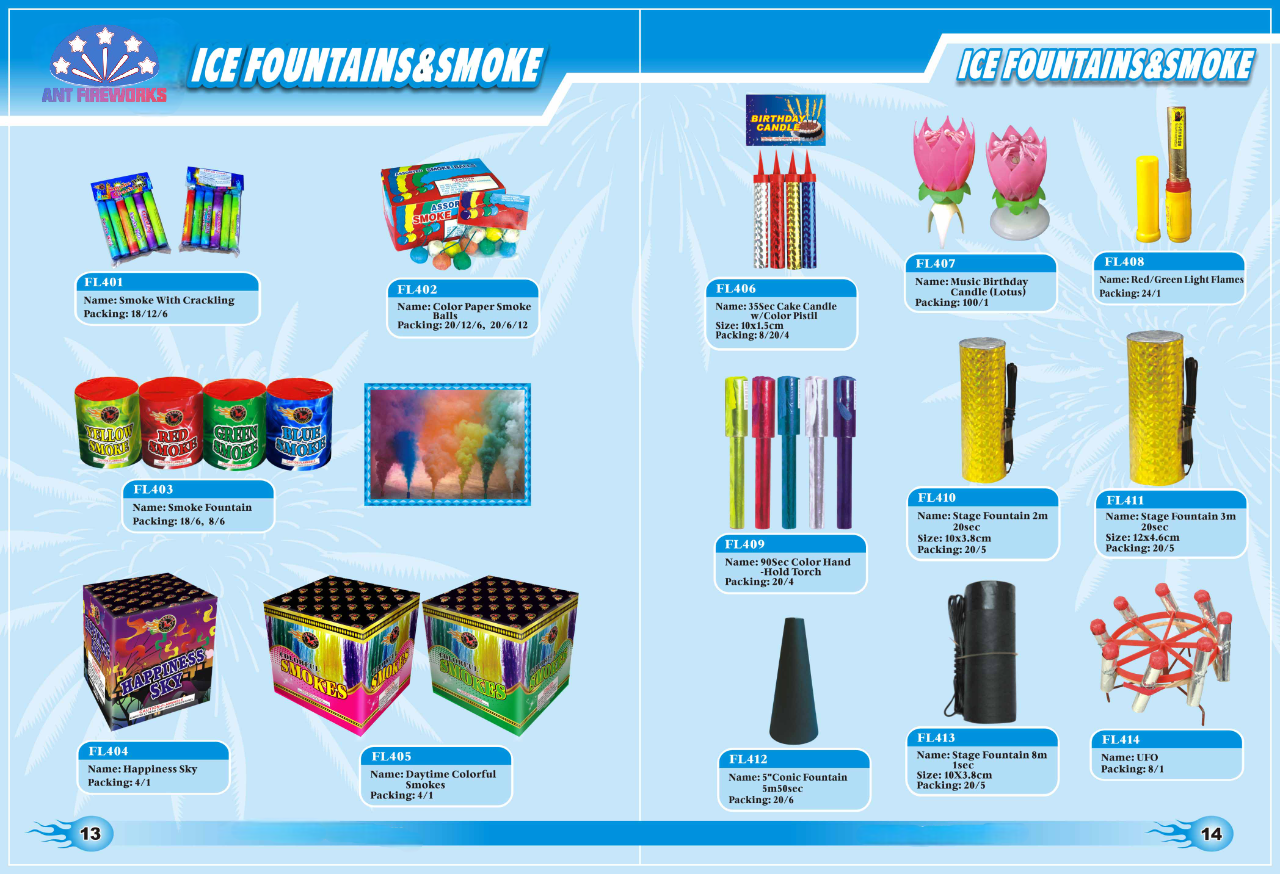 ICE FOUNTAINS&SMOKE
ANT FIREWORKS
FL401
Name: Smoke With Crackling
Packing: 18/12/6
SMOKE BALLS
ASSOR
SMOKE
FL402
Name: Color Paper Smoke
Balls
Packing: 20/12/6, 20/6/12
YELLOW
SMOKE
RED
SMOKE
GREEN
SMOKE
BLUE
SMOKE
FL403
Name: Smoke Fountain
Packing: 18/6, 8/6
HAPPINESS
SKY
FL404
Name: Happiness Sky
Packing: 4/1
COLORFUL
SMOKES
COLORFUL
SMOKES
FL405
Name: Daytime Colorful
Smokes
Packing: 4/1
13
ICE FOUNTAINS&SMOKE
BIRTHDAY
CANDLE
FL406
Name: 35Sec Cake Candle
w/Color Pistil
Size: 10x1.5cm
Packing: 8/20/4
FL407
Name: Music Birthday
Candle (Lotus)
Packing: 100/1
FL408
Name: Red/Green Light Flames
Packing: 24/1
FL409
Name: 90Sec Color Hand
-Hold Torch
Packing: 20/4
FL410
Name: Stage Fountain 2m
20sec
Size: 10x3.8cm
Packing: 20/5
FL411
Name: Stage Fountain 3m
20sec
Size: 12x4.6cm
Packing: 20/5
FL412
Name: 5"Conic Fountain
5m50sec
Packing: 20/6
FL413
Name: Stage Fountain 8m
1sec
Size: 10X3.8cm
Packing: 20/5
FL414
Name: UFO
Packing: 8/1
14